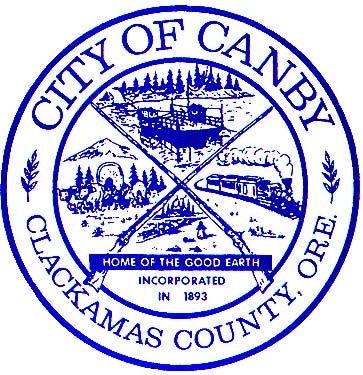 CITY OF CANBY
HOME OF THE GOOD EARTH
INCORPORATED
IN 1893
CLACKAMAS COUNTY, ORE.